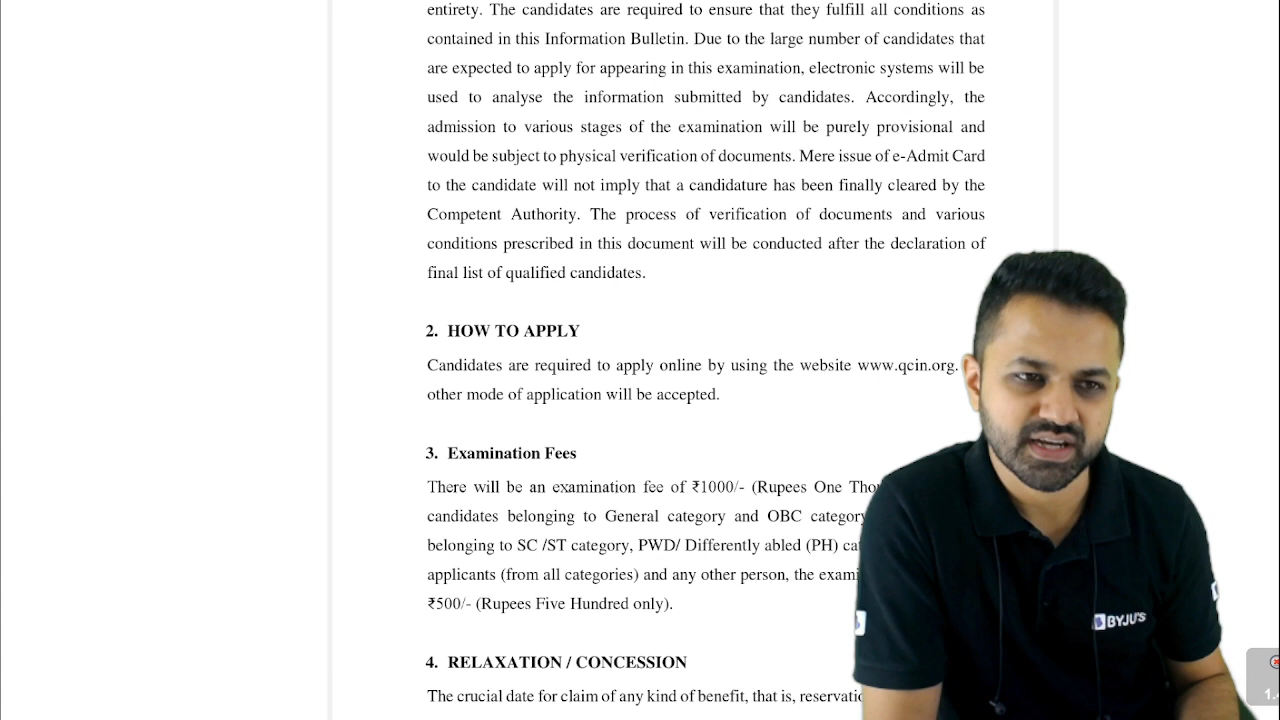 entirety. The candidates are required to ensure that they fulfill all conditions as
contained in this Information Bulletin. Due to the large number of candidates that
are expected to apply for appearing in this examination, electronic systems will be
used to analyse the information submitted by candidates. Accordingly, the
admission to various stages of the examination will be purely provisional and
would be subject to physical verification of documents. Mere issue of e-Admit Card
to the candidate will not imply that a candidature has been finally cleared by the
Competent Authority. The process of verification of documents and various
conditions prescribed in this document will be conducted after the declaration of
final list of qualified candidates.
2. HOW TO APPLY
Candidates are required to apply online by using the website www.qcin.org.
other mode of application will be accepted.
3. Examination Fees
There will be an examination fee of ₹1000/- (Rupees One
candidates belonging to General category and OBC category
belonging to SC /ST category, PWD/ Differently abled (PH)
applicants (from all categories) and any other person, the
₹500/- (Rupees Five Hundred only).
4. RELAXATION / CONCESSION
The crucial date for claim of any kind of benefit, that is,
BYJU'S